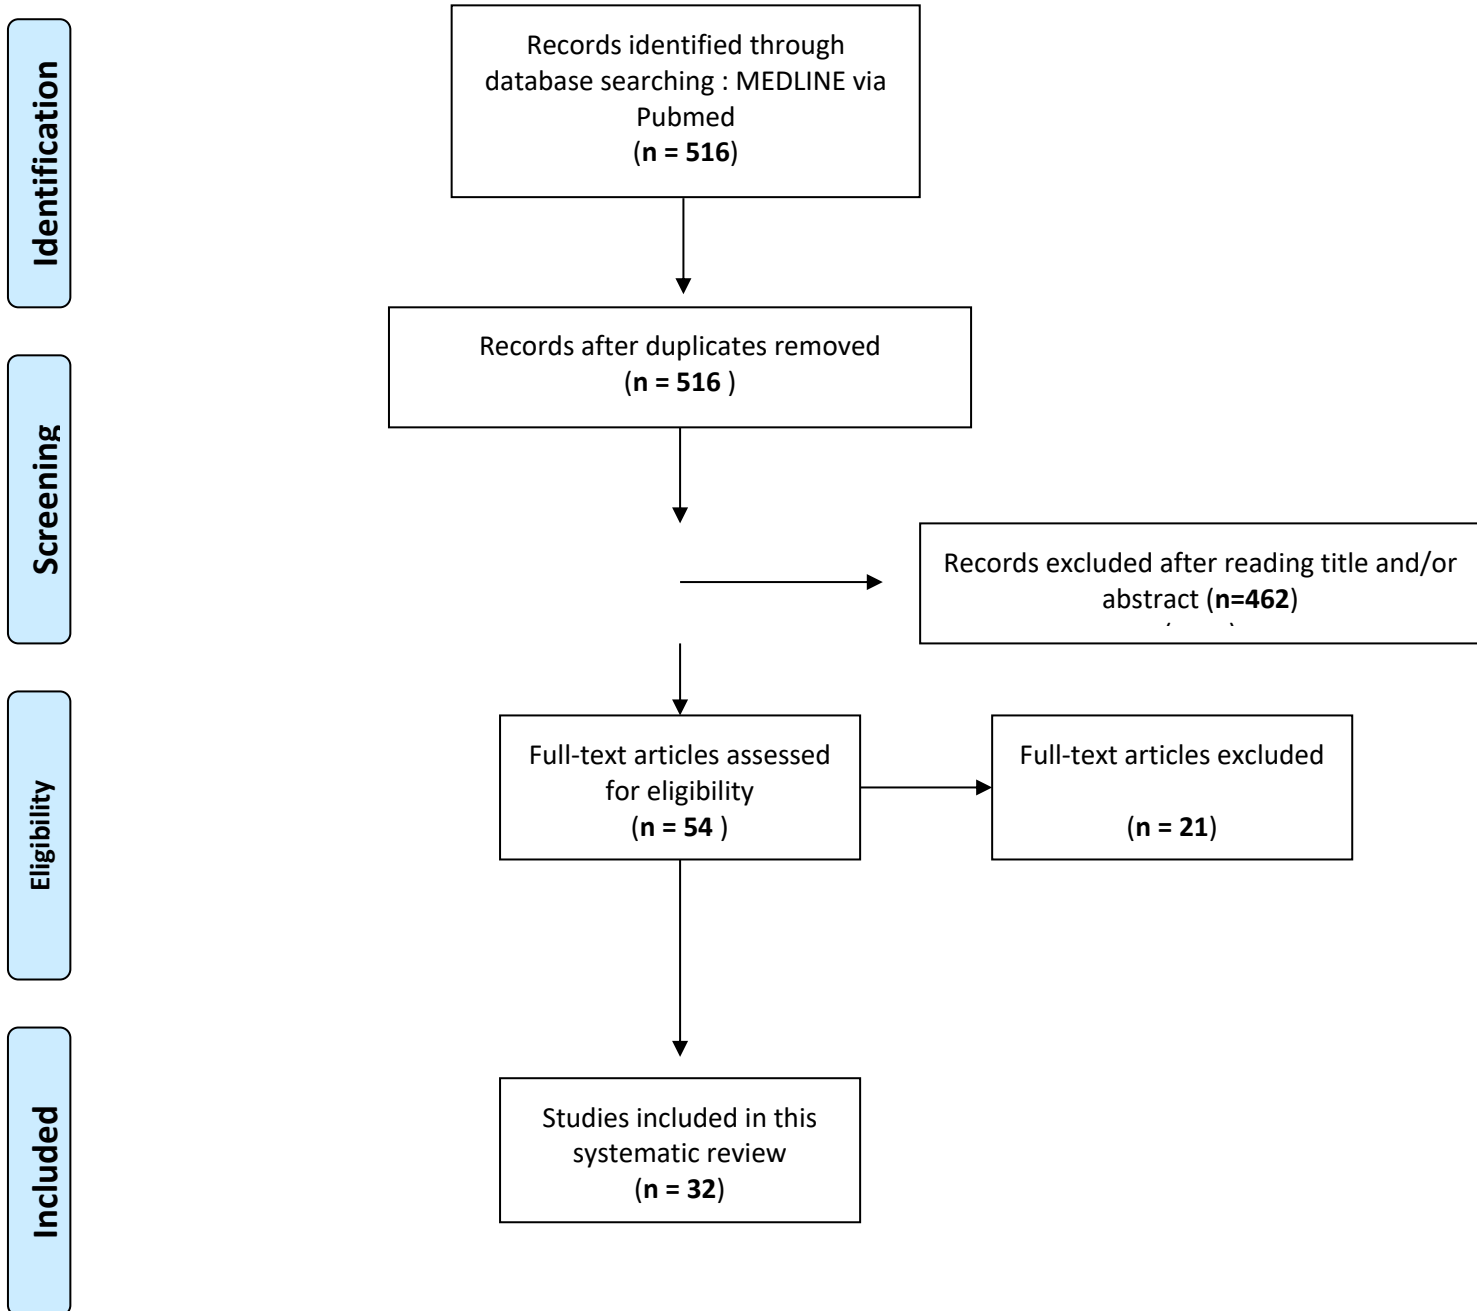 Identification
Records identified through
database searching : MEDLINE via
Pubmed
(n = 516)
Records after duplicates removed
(n = 516 )
Screening
Records excluded after reading title and/or
abstract (n=462)
Eligibility
Full-text articles assessed
for eligibility
(n = 54 )
Full-text articles excluded
(n = 21)
Included
Studies included in this
systematic review
(n = 32)